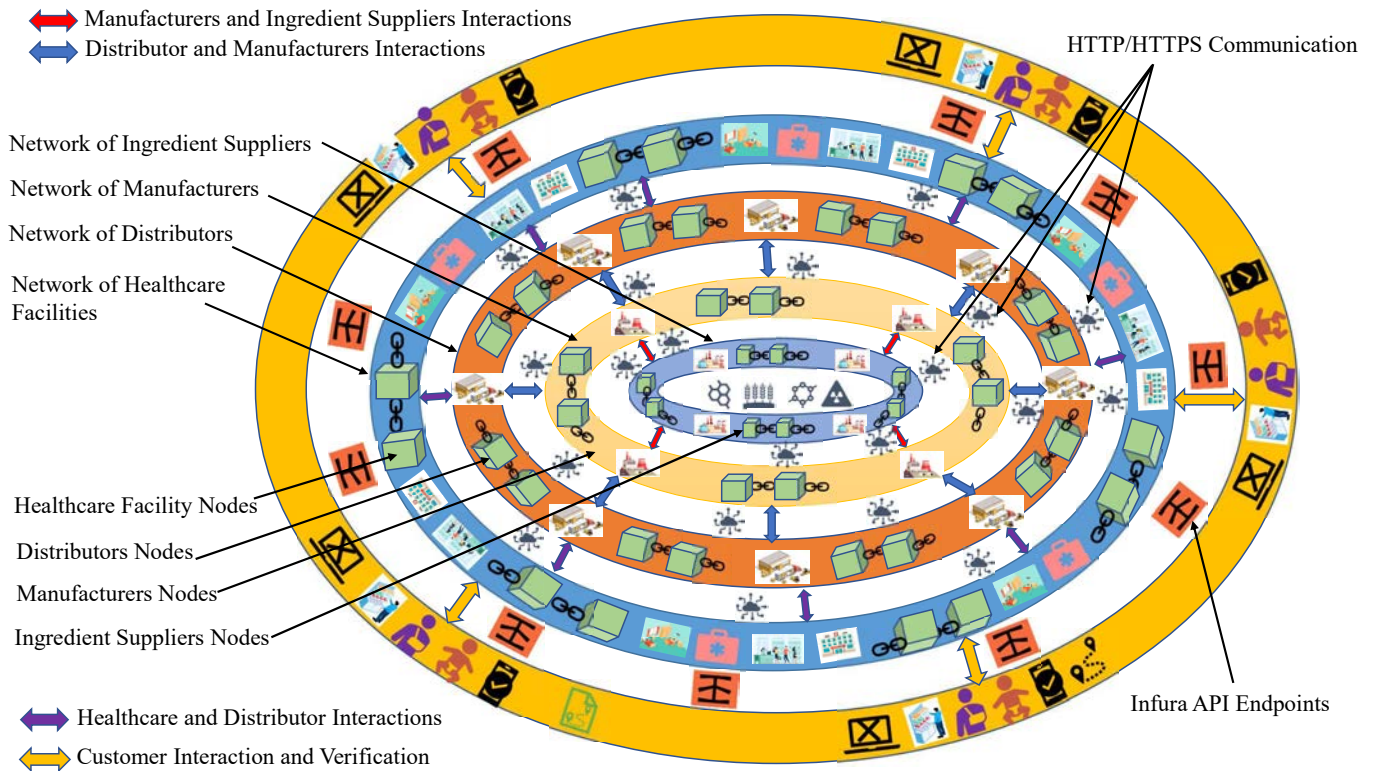 Manufacturers and Ingredient Suppliers Interactions
Distributor and Manufacturers Interactions
HTTP/HTTPS Communication
Network of Ingredient Suppliers
Network of Manufacturers
Network of Distributors
Network of Healthcare
Facilities
Healthcare Facility Nodes
Distributors Nodes
Manufacturers Nodes
Ingredient Suppliers Nodes
Infura API Endpoints
Healthcare and Distributor Interactions
Customer Interaction and Verification